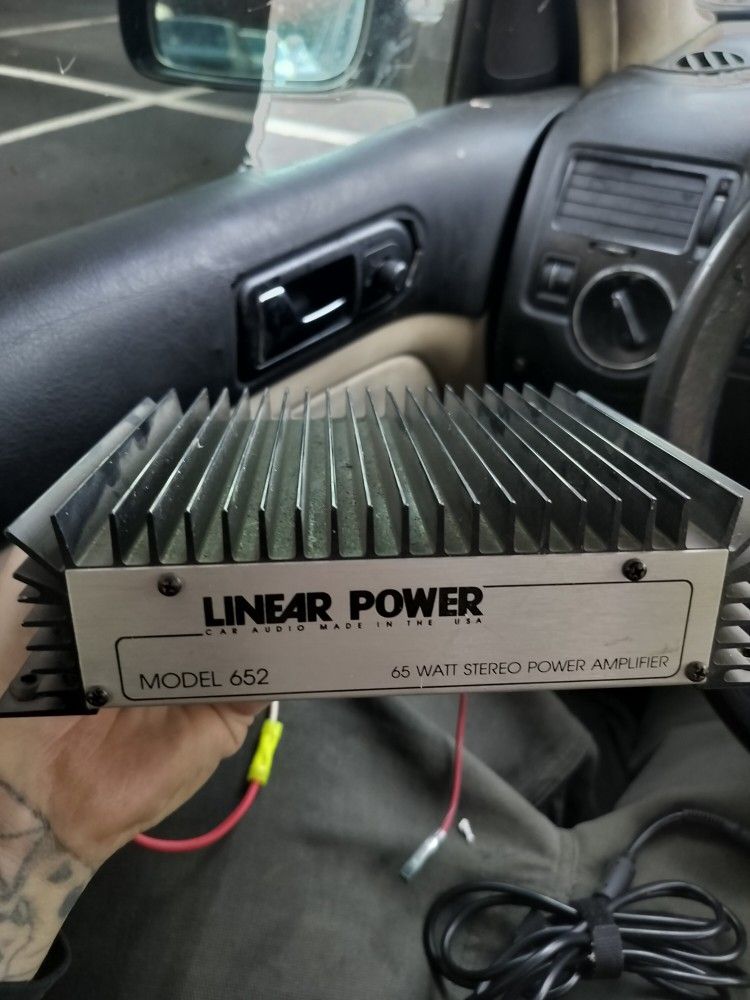 LINEAR POWER
CAR AUDIO MADE IN THE USA
MODEL 652
65 WATT STEREO POWER AMPLIFIER